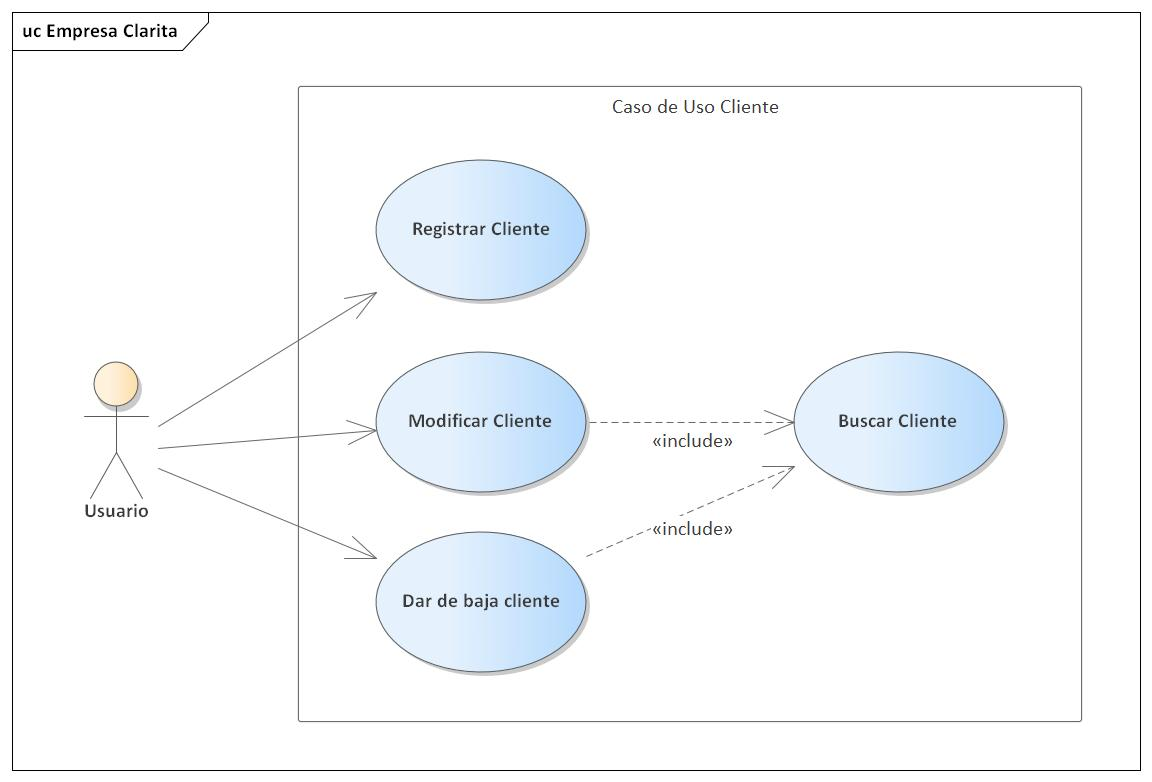 uc Empresa Clarita
Caso de Uso Cliente
Registrar Cliente
Modificar Cliente
Buscar Cliente
«include»
Usuario
«include»
Dar de baja cliente